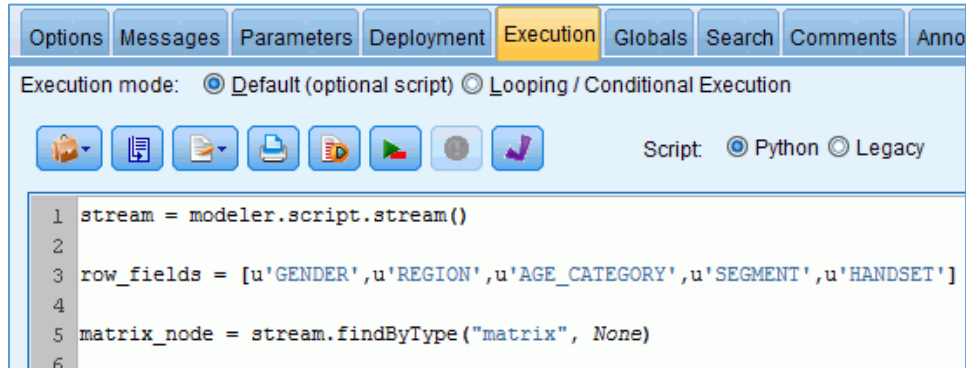 Options Messages Parameters Deployment Execution Globals Search Comments Anno
Execution mode: Default (optional script) Looping / Conditional Execution
Script: Python Legacy
1 stream = modeler.script.stream()
2
3 row_fields = [u'GENDER',u'REGION',u'AGE_CATEGORY',u'SEGMENT',u'HANDSET']
4
5 matrix_node = stream.findByType("matrix", None)
6